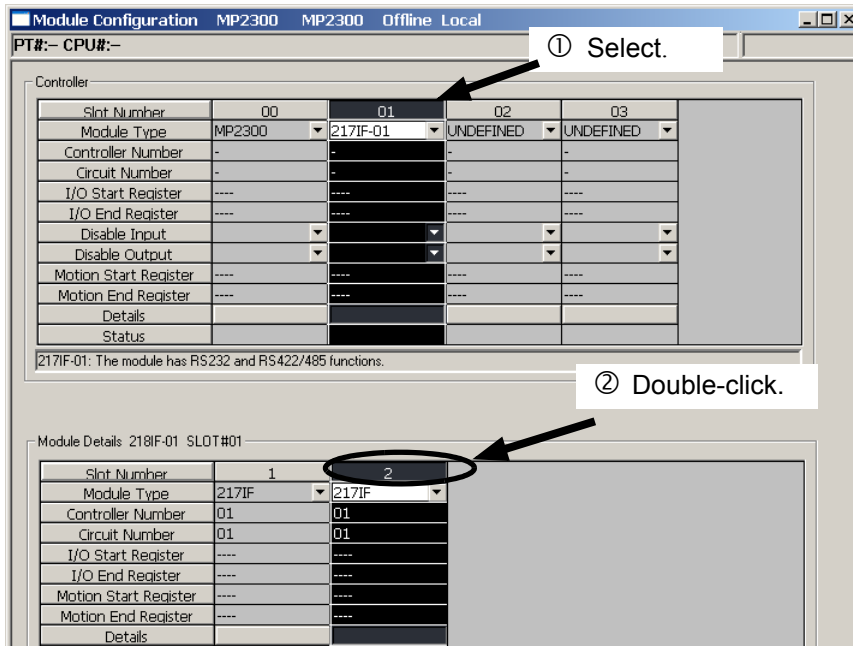 Module Configuration MP2300 MP2300 Offline Local
PT#:– CPU#:–
① Select.
Controller
Slot Number 00 01 02 03
Module Type MP2300 217IF-01 UNDEFINED UNDEFINED
Controller Number - - - -
Circuit Number - - - -
I/O Start Register ---- ---- ---- ----
I/O End Register ---- ---- ---- ----
Disable Input
Disable Output
Motion Start Register ---- ---- ---- ----
Motion End Register ---- ---- ---- ----
Details
Status
217IF-01: The module has RS232 and RS422/485 functions.
② Double-click.
Module Details 218IF-01 SLOT#01
Slot Number 1 2
Module Type 217IF 217IF
Controller Number 01 01
Circuit Number 01 01
I/O Start Register ---- ----
I/O End Register ---- ----
Motion Start Register ---- ----
Motion End Register ---- ----
Details